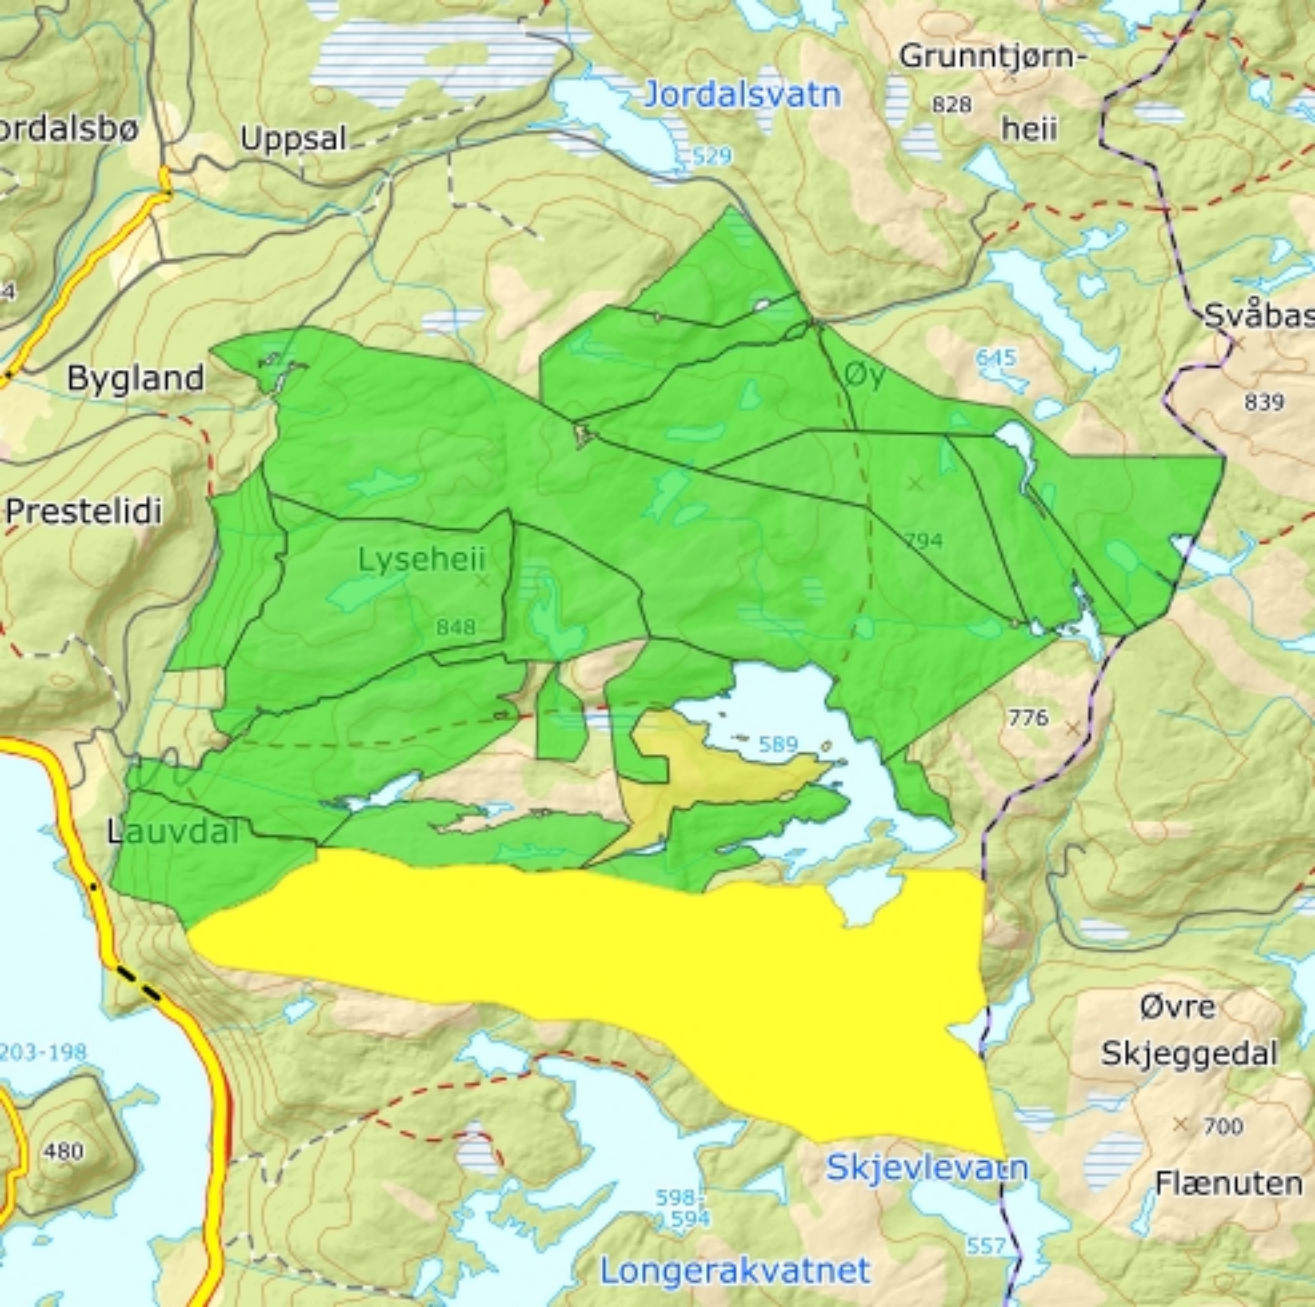 Grunntjørn-
828
heii
Jordalsvatn
ordalsbø
Uppsal
529
4
Svåbas
645
Øy
839
Bygland
Prestelidi
794
Lyseheii
848
776
589
Lauvdal
Øvre
Skjeggedal
203-198
480
700
Skjevlevatn
Flænuten
598-
594
557
Longerakvatnet